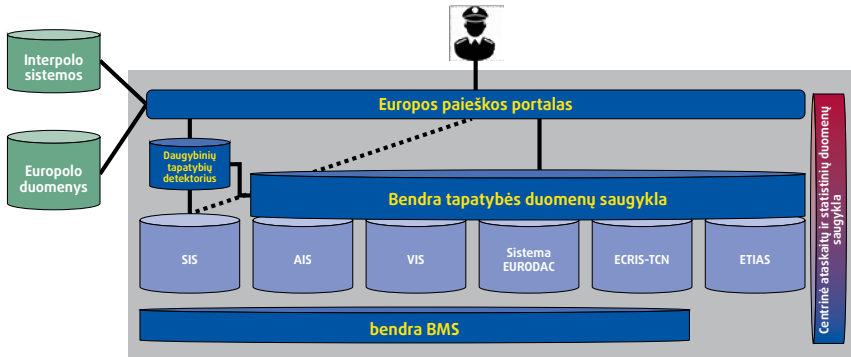 Interpolo
sistemos
Europos paieškos portalas
Daugybinių
tapatybių
detektorius
Europolo
duomenys
Bendra tapatybės duomenų saugykla
SIS
AIS
VIS
Sistema
EURODAC
ECRIS-TCN
ETIAS
bendra BMS
Centrinė ataskaitų ir statistinių duomenų
saugykla